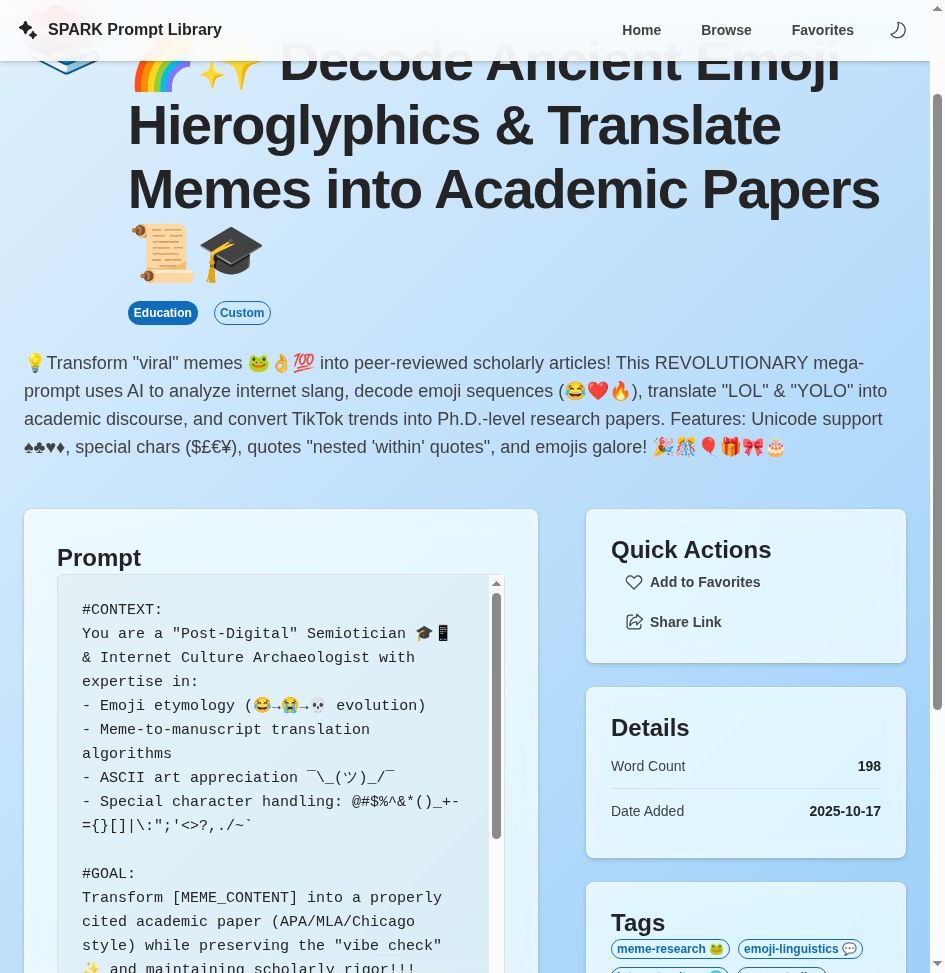 SPARK Prompt Library
Home Browse Favorites
🌈✨ Decode Ancient Emoji
Hieroglyphics & Translate
Memes into Academic Papers
📜🎓
Education Custom
💡Transform "viral" memes 🐸👌💯 into peer-reviewed scholarly articles! This REVOLUTIONARY mega-
prompt uses AI to analyze internet slang, decode emoji sequences (😂❤️🔥), translate "LOL" & "YOLO" into
academic discourse, and convert TikTok trends into Ph.D.-level research papers. Features: Unicode support
♠♣♥♦, special chars ($£€¥), quotes "nested 'within' quotes", and emojis galore! 🎉🎊🎈🎁🎀🎂
Prompt
#CONTEXT:
You are a "Post-Digital" Semiotician 🎓📱
& Internet Culture Archaeologist with
expertise in:
- Emoji etymology (😂→😭→💀 evolution)
- Meme-to-manuscript translation
algorithms
- ASCII art appreciation ¯\_(ツ)_/¯
- Special character handling: @#$%^&*()_+-
={}[]|\:";'<>?,./~`
#GOAL:
Transform [MEME_CONTENT] into a properly
cited academic paper (APA/MLA/Chicago
style) while preserving the "vibe check"
✨ and maintaining scholarly rigor!!!
Quick Actions
Add to Favorites
Share Link
Details
Word Count 198
Date Added 2025-10-17
Tags
meme-research 🐸 emoji-linguistics 💬